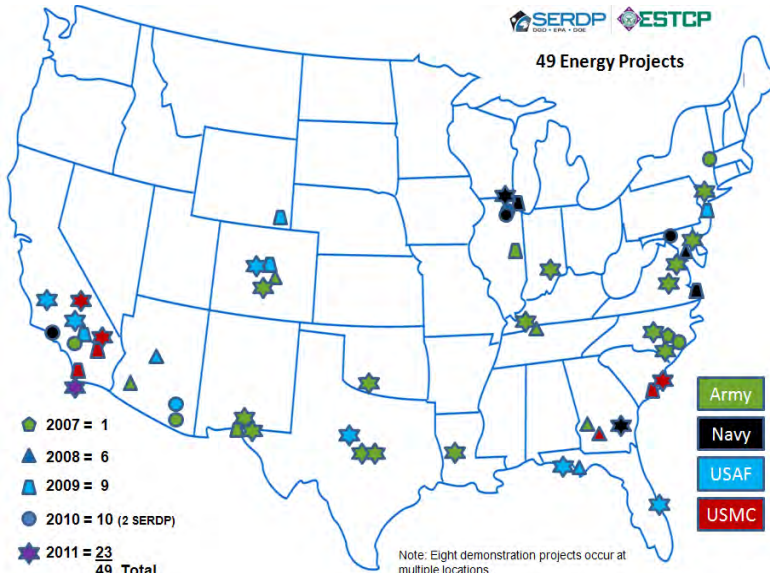 SERDP
DOD • EPA • DOE
ESTCP
49 Energy Projects
2007 = 1
2008 = 6
2009 = 9
2010 = 10 (2 SERDP)
2011 = 23
49 Total
Army
Navy
USAF
USMC
Note: Eight demonstration projects occur at
multiple locations